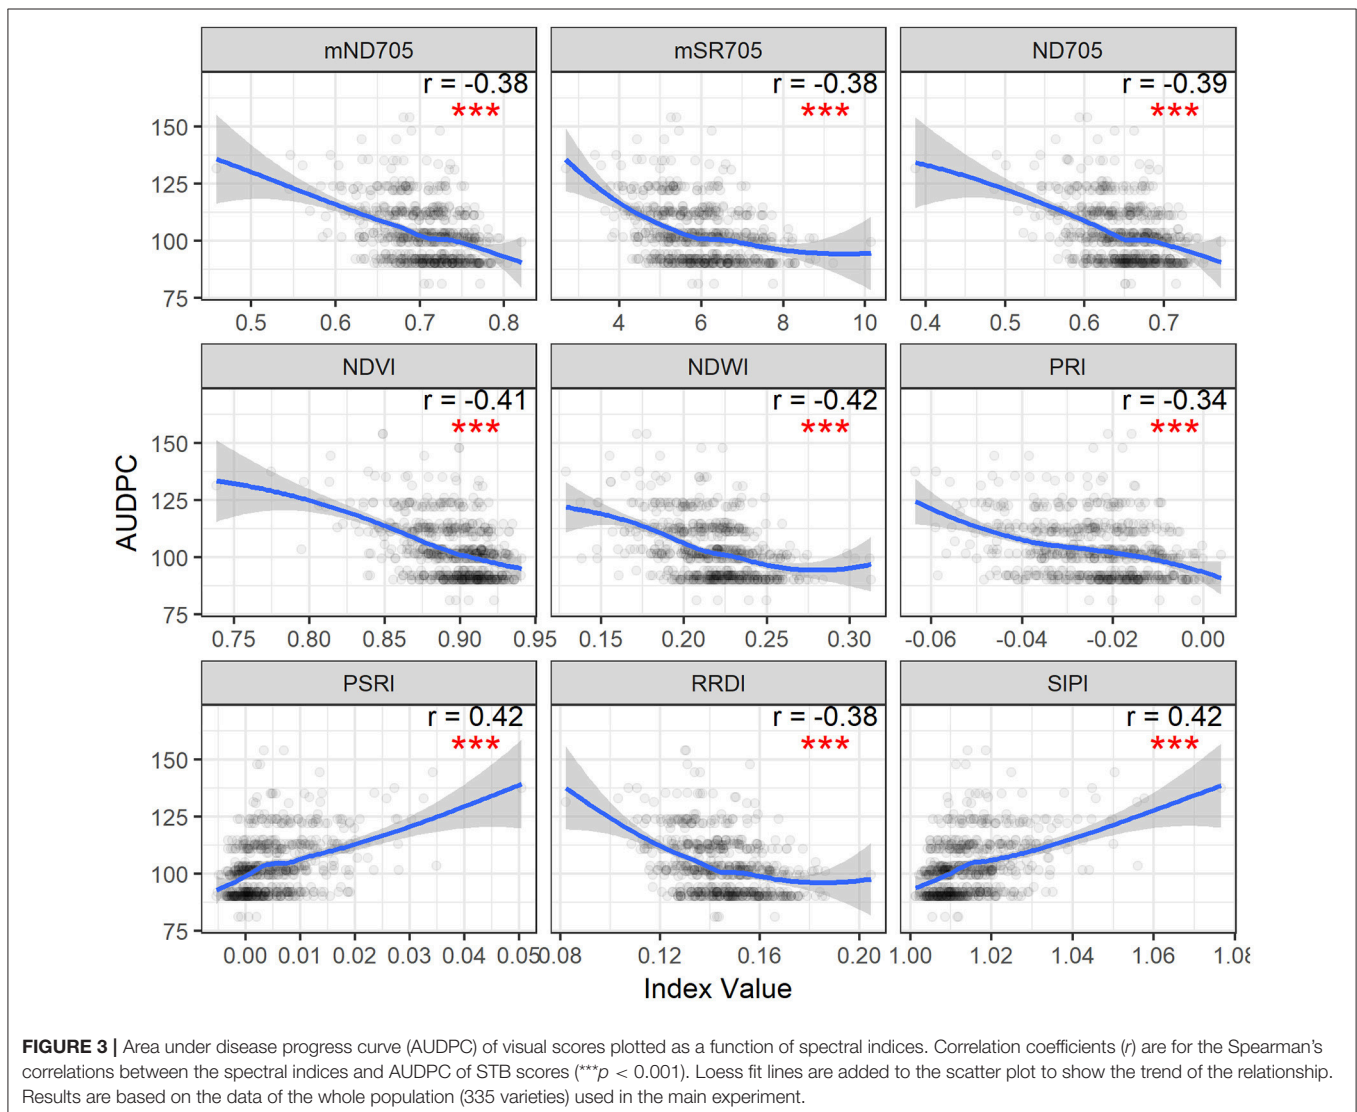 mND705 mSR705 ND705
r = -0.38 r = -0.38 r = -0.39
*** *** ***
150
125
100
75
0.5 0.6 0.7 0.8 4 6 8 10 0.4 0.5 0.6 0.7
NDVI NDWI PRI
r = -0.41 r = -0.42 r = -0.34
*** *** ***
150
125
100
75
AUDPC
0.75 0.80 0.85 0.90 0.95 0.15 0.20 0.25 0.30 -0.06 -0.04 -0.02 0.00
PSRI RRDI SIPI
r = 0.42 r = -0.38 r = 0.42
*** *** ***
150
125
100
75
0.00 0.01 0.02 0.03 0.04 0.05 0.08 0.12 0.16 0.20 1.00 1.02 1.04 1.06 1.08
Index Value
FIGURE 3 | Area under disease progress curve (AUDPC) of visual scores plotted as a function of spectral indices. Correlation coefficients (r) are for the Spearman's
correlations between the spectral indices and AUDPC of STB scores (***p < 0.001). Loess fit lines are added to the scatter plot to show the trend of the relationship.
Results are based on the data of the whole population (335 varieties) used in the main experiment.